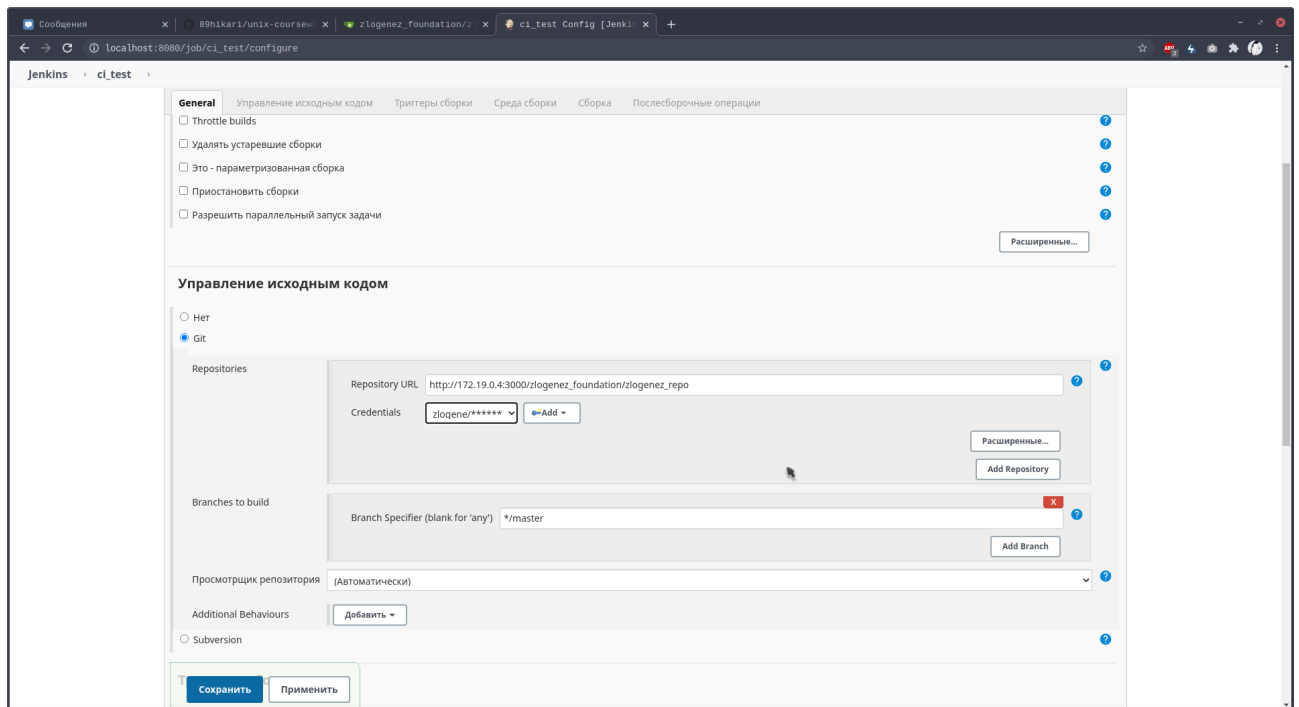 Сообщения 89hikari/unix-coursew zlogenez_foundation/z ci_test Config [Jenki
localhost:8080/job/ci_test/configure
Jenkins ci_test
General Управление исходным кодом Триггеры сборки Среда сборки Сборка Послесборочные операции
Throttle builds
Удалять устаревшие сборки
Это - параметризованная сборка
Приостановить сборки
Разрешить параллельный запуск задачи
Расширенные...
Управление исходным кодом
Нет
Git
Repositories
Repository URL http://172.19.0.4:3000/zlogenez_foundation/zlogenez_repo
Credentials zlogene/****** Add
Расширенные...
Add Repository
Branches to build
X
Branch Specifier (blank for 'any') */master
Add Branch
Просмотрщик репозитория (Автоматически)
Additional Behaviours Добавить
Subversion
Сохранить Применить